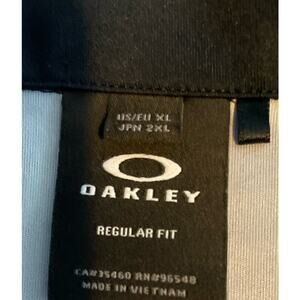 US/EU XL
JPN 2XL
OAKLEY
REGULAR FIT
CA#35460 RN#96548
MADE IN VIETNAM